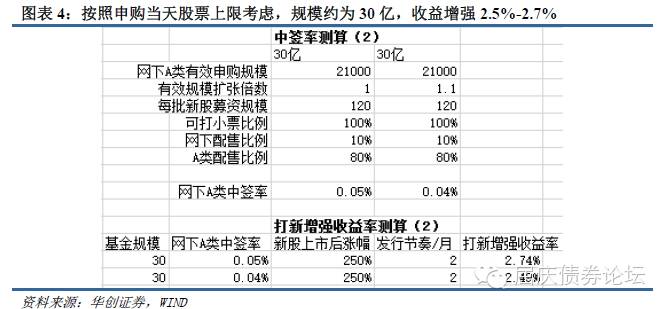 图表 4：按照申购当天股票上限考虑，规模约为 30 亿，收益增强 2.5%-2.7%
中签率测算（2）
30亿 30亿
网下A类有效申购规模 21000 21000
有效规模扩张倍数 1 1.1
每批新股募资规模 120 120
可打小票比例 100% 100%
网下配售比例 10% 10%
A类配售比例 80% 80%
网下A类中签率 0.05% 0.04%
打新增强收益率测算（2）
基金规模 网下A类中签率 新股上市后涨幅 发行节奏/月 打新增强收益率
30 0.05% 250% 2 2.74%
30 0.04% 250% 2 2.49%
屈庆债券论坛
资料来源：华创证券，WIND